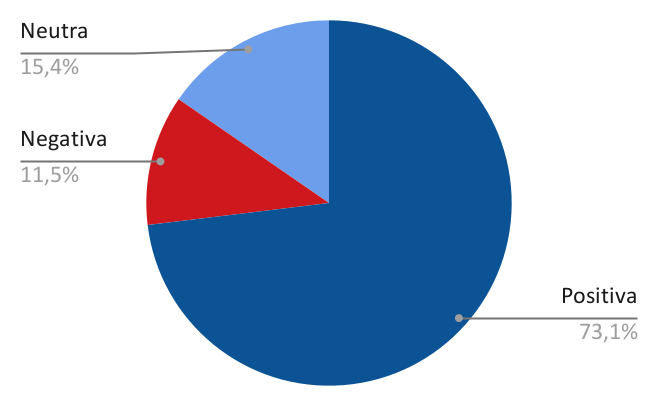 Neutra
15,4%
Negativa
11,5%
Positiva
73,1%